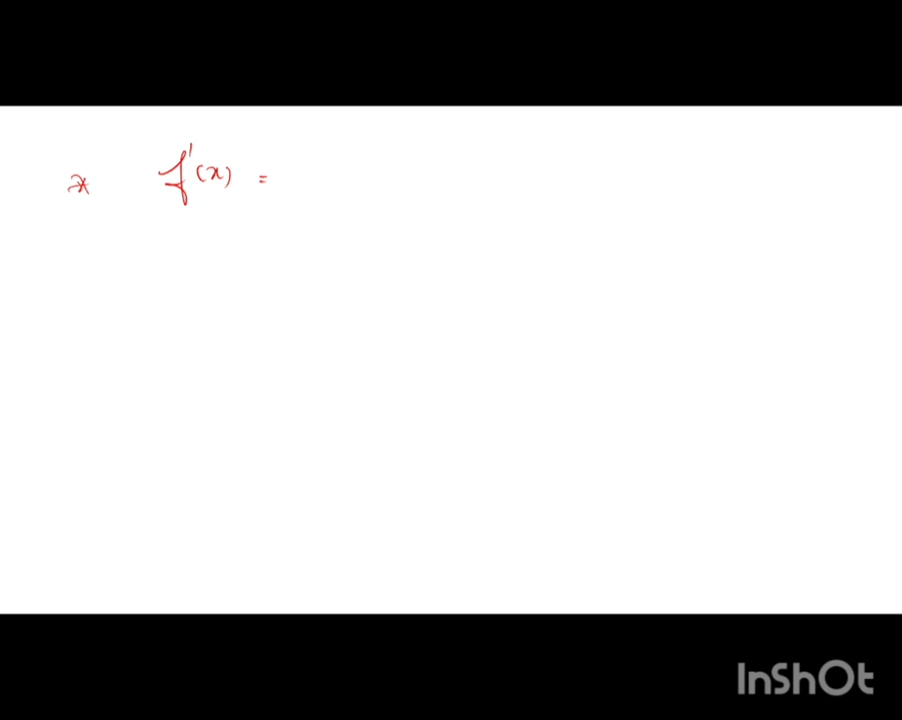 * f'(x) =
InShOt